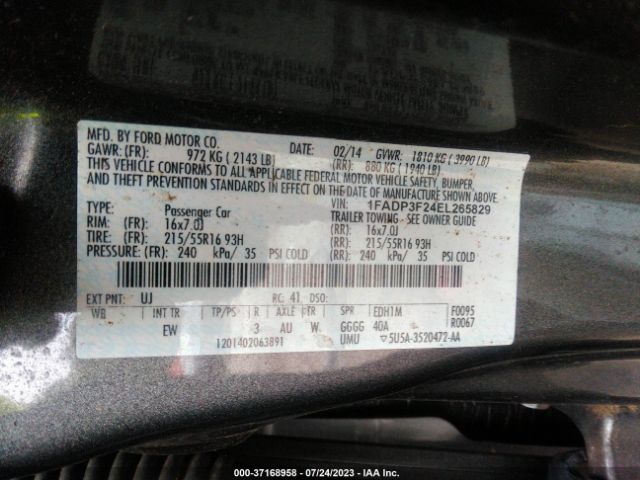 MFD. BY FORD MOTOR CO. DATE: 02/14 GVWR: 1810 KG ( 3990 LB)
GAWR: (FR): 972 KG ( 2143 LB) (RR): 880 KG ( 1940 LB)
THIS VEHICLE CONFORMS TO ALL APPLICABLE FEDERAL MOTOR VEHICLE SAFETY, BUMPER,
AND THEFT PREVENTION STANDARDS IN EFFECT ON THE DATE OF MANUFACTURE SHOWN ABOVE.
VIN: 1FADP3F24EL265829
TYPE: Passenger Car TRAILER TOWING - SEE OWNER GUIDE
RIM: (FR): 16x7.0J (RR): 16x7.0J
TIRE: (FR): 215/55R16 93H (RR): 215/55R16 93H
PRESSURE: (FR): 240 kPa/ 35 PSI COLD (RR): 240 kPa/ 35 PSI COLD
EXT PNT: UJ RC: 41 DSO:
WB INT TR TP/PS R AXLE TR SPR EDH1M F0095
EW 3 AU W GGGG 40A R0067
1201402063891 UMU 5U5A-3520472-AA
000-37168958 - 07/24/2023 - IAA Inc.